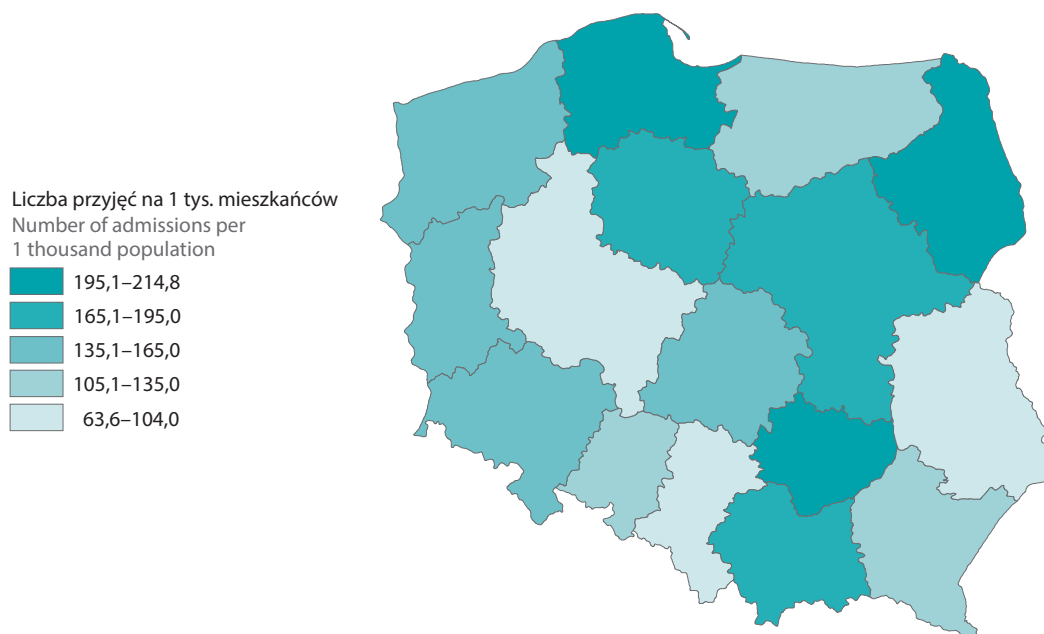 Liczba przyjęć na 1 tys. mieszkańców
Number of admissions per
1 thousand population
195,1–214,8
165,1–195,0
135,1–165,0
105,1–135,0
63,6–104,0